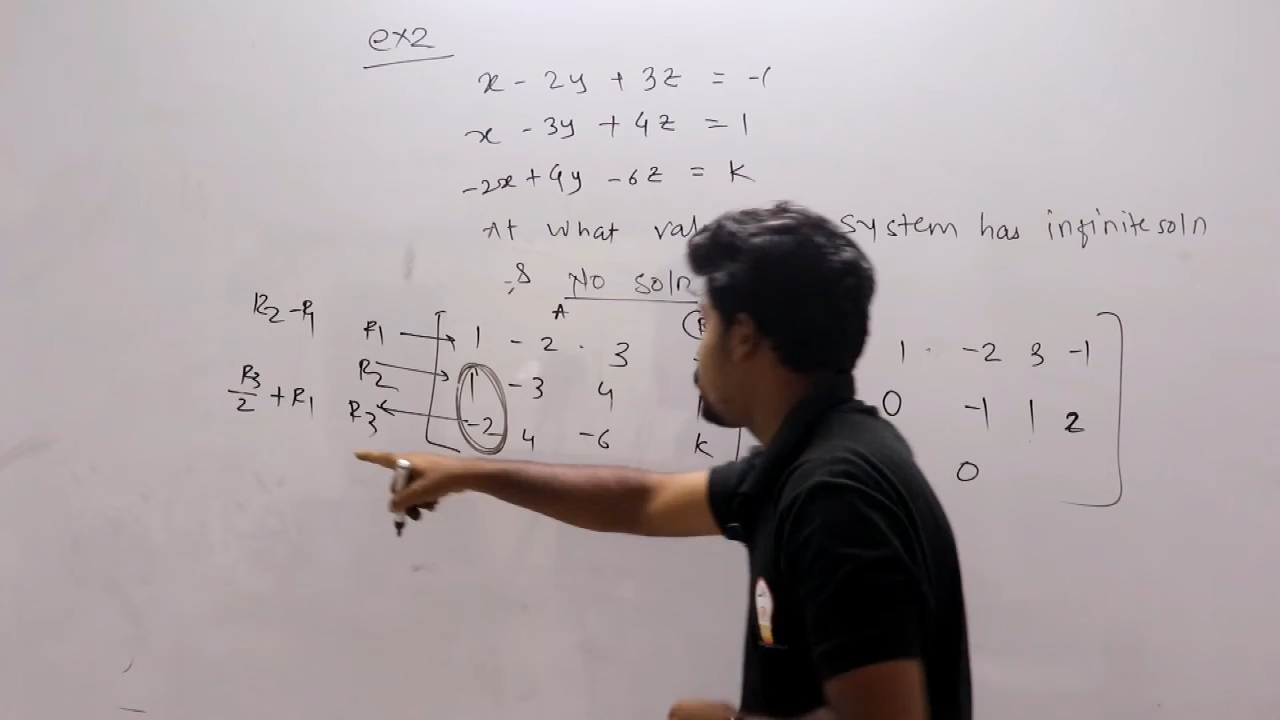 ex2
x - 2y + 3z = -1
x - 3y + 4z = 1
-2x + 4y - 6z = k
At what system has infinite soln
& No soln
A
R2 - R1
R1 → 1 -2 3
1 -2 3 -1
R2 → 1 -3 4 1
0 -1 1 2
R3/2 + R1
R3 ← -2 4 -6 k
0